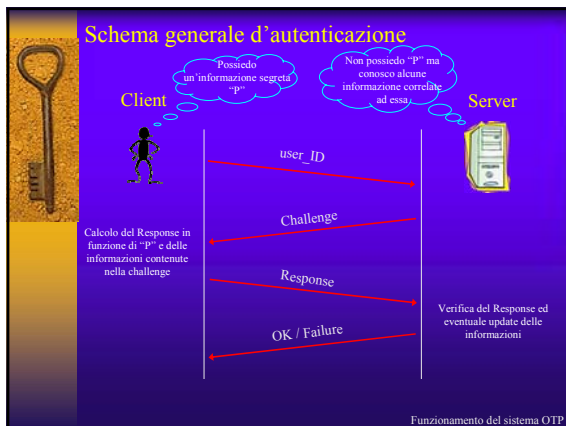 Schema generale d'autenticazione
Possiedo
un'informazione segreta
"P"
Non possiedo "P" ma
conosco alcune
informazione correlate
ad essa
Client
Server
user_ID
Challenge
Calcolo del Response in
funzione di "P" e delle
informazioni contenute
nella challenge
Response
Verifica del Response ed
eventuale update delle
informazioni
OK / Failure
Funzionamento del sistema OTP